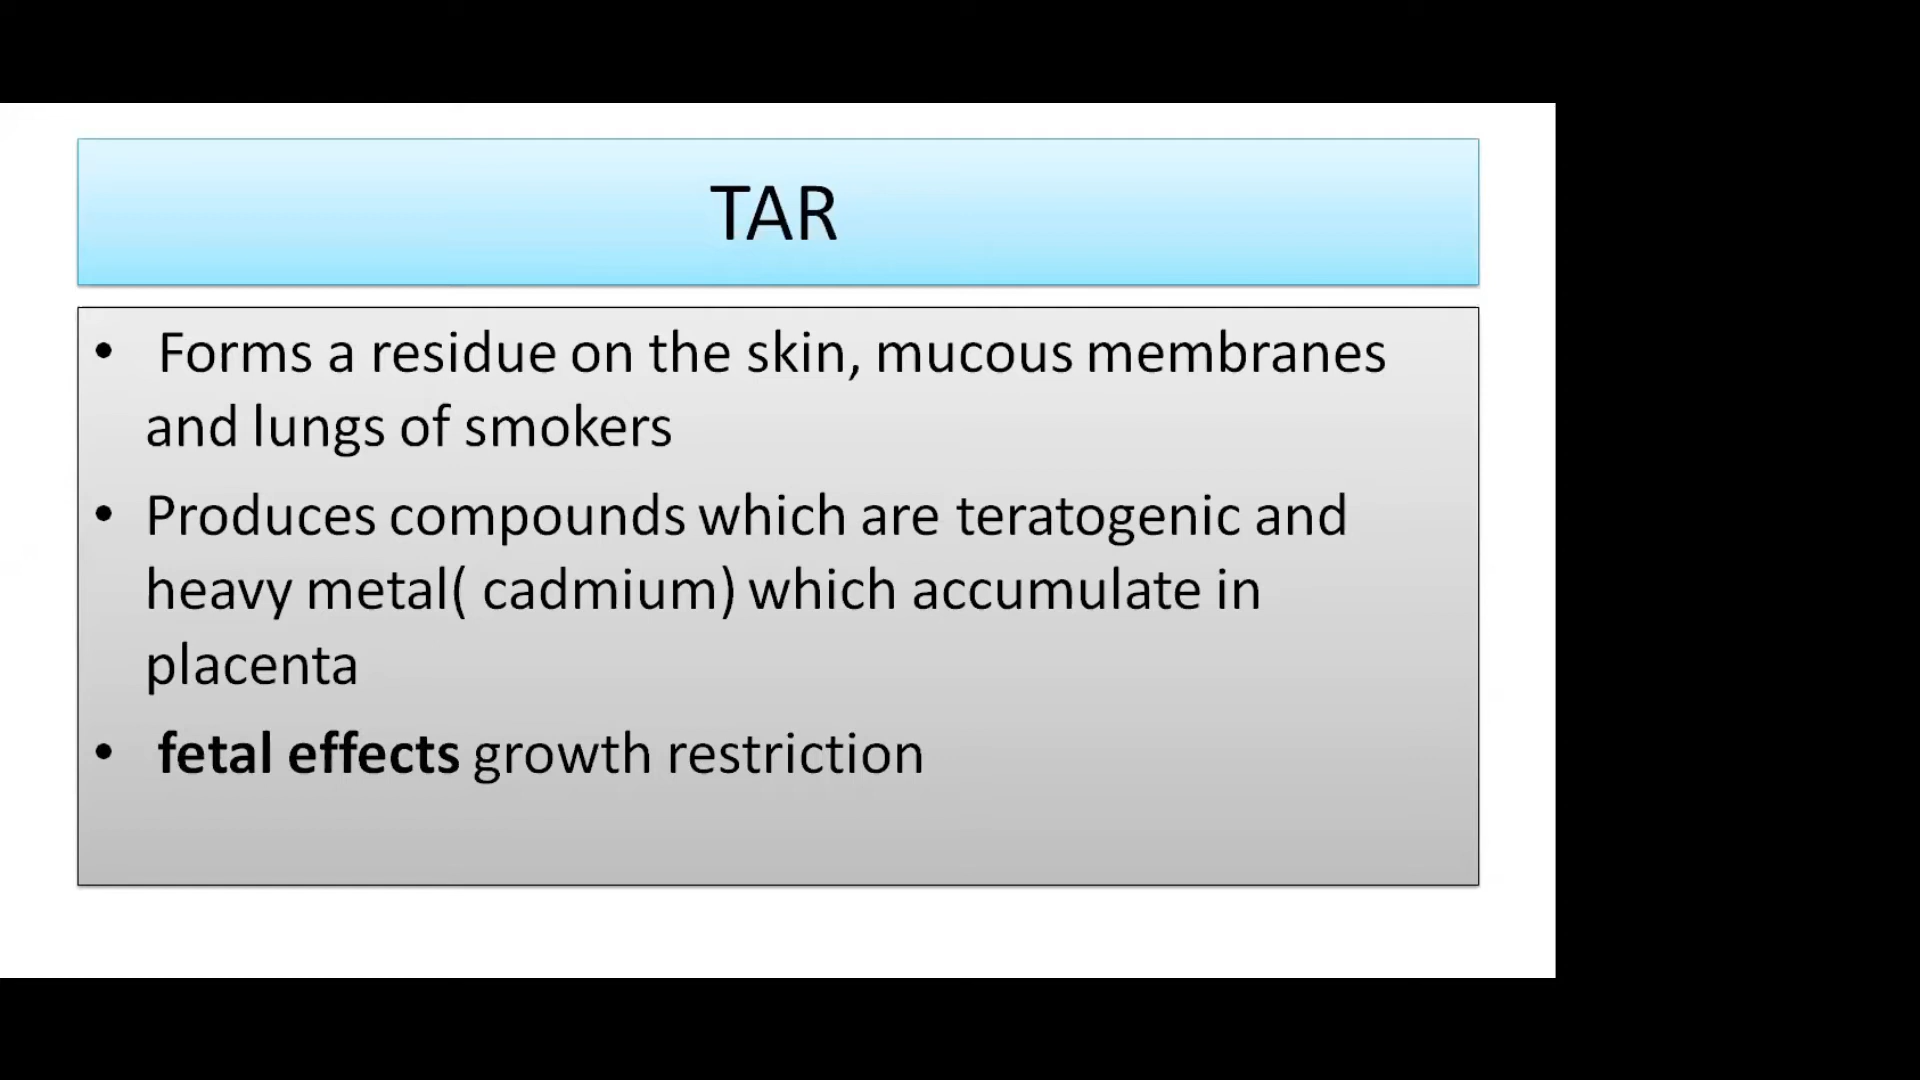 TAR
• Forms a residue on the skin, mucous membranes
and lungs of smokers
• Produces compounds which are teratogenic and
heavy metal( cadmium) which accumulate in
placenta
• fetal effects growth restriction